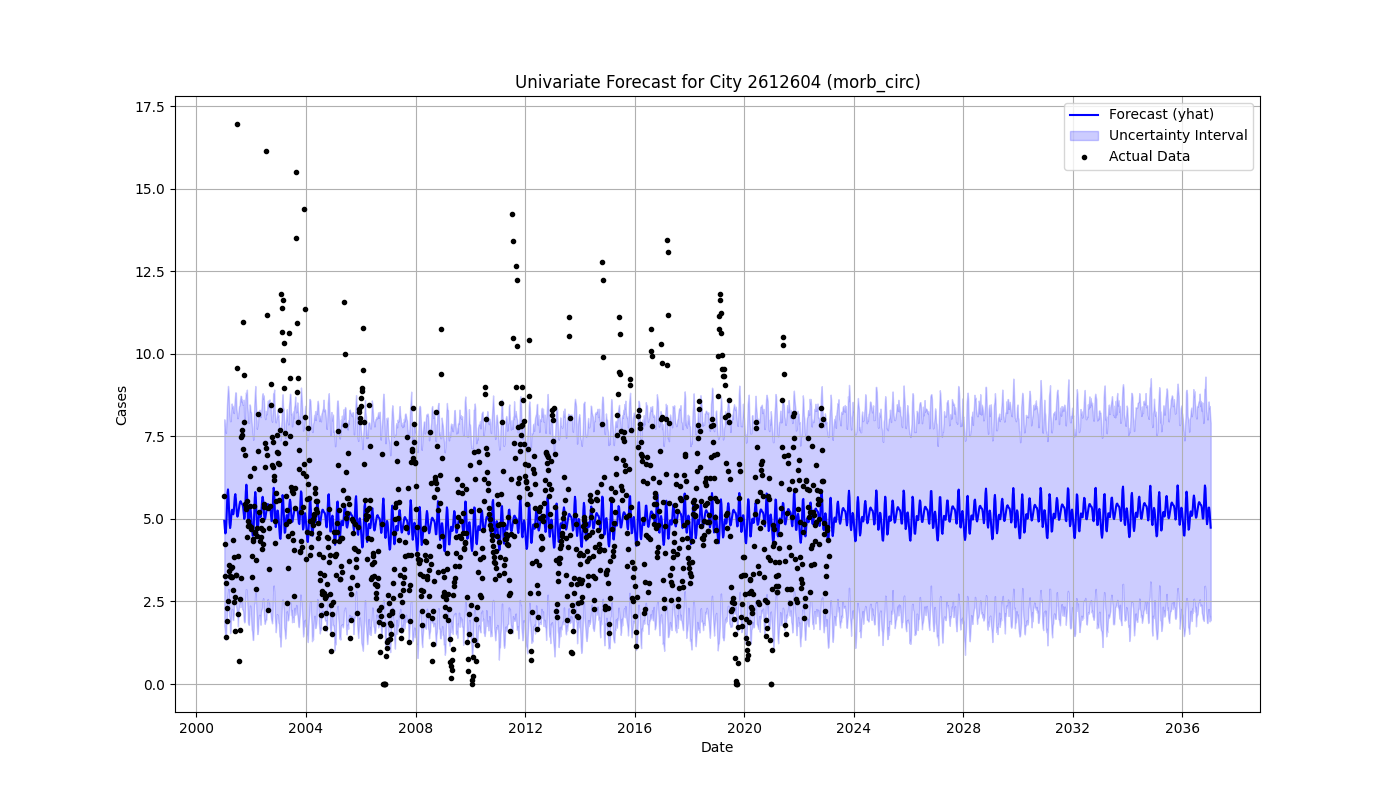 Univariate Forecast for City 2612604 (morb_circ)
Forecast (yhat)
Uncertainty Interval
Actual Data
Cases
17.5
15.0
12.5
10.0
7.5
5.0
2.5
0.0
2000 2004 2008 2012 2016 2020 2024 2028 2032 2036
Date